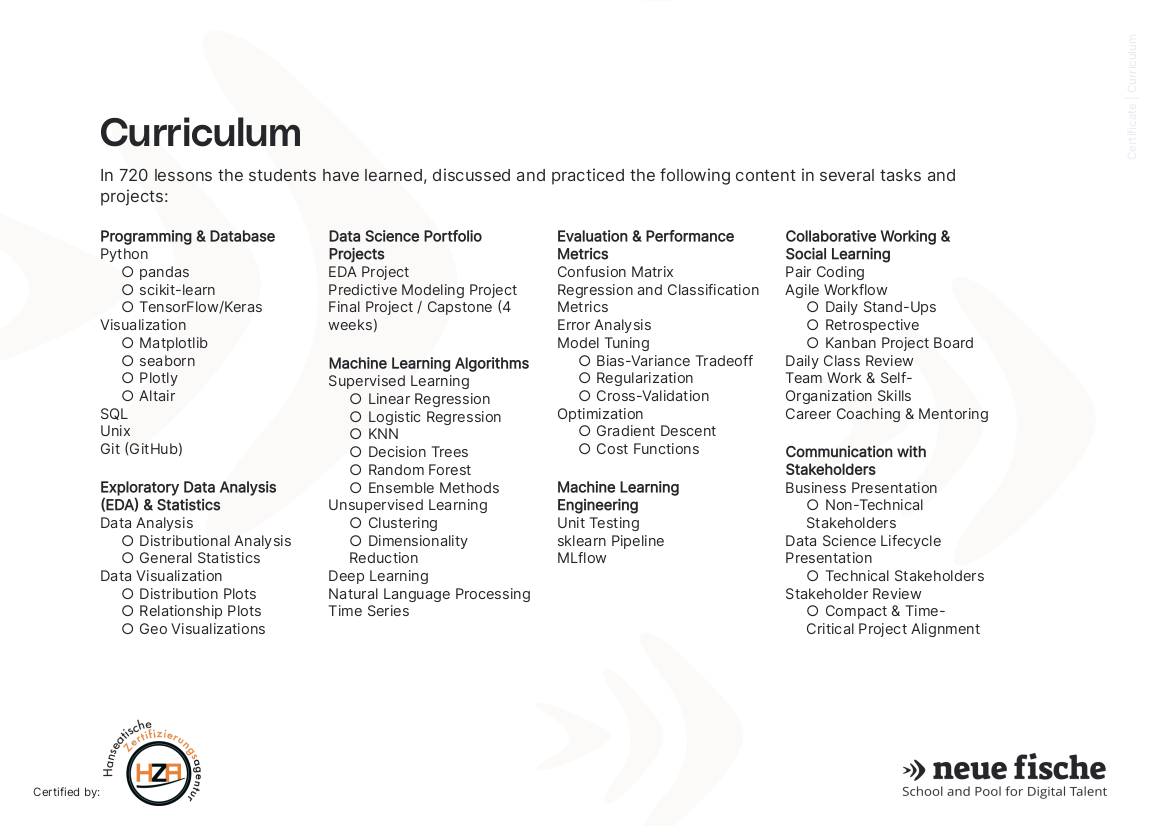 Certificate | Curriculum
Curriculum
In 720 lessons the students have learned, discussed and practiced the following content in several tasks and
projects:
Programming & Database
Python
○ pandas
○ scikit-learn
○ TensorFlow/Keras
Visualization
○ Matplotlib
○ seaborn
○ Plotly
○ Altair
SQL
Unix
Git (GitHub)
Exploratory Data Analysis
(EDA) & Statistics
Data Analysis
○ Distributional Analysis
○ General Statistics
Data Visualization
○ Distribution Plots
○ Relationship Plots
○ Geo Visualizations
Data Science Portfolio
Projects
EDA Project
Predictive Modeling Project
Final Project / Capstone (4
weeks)
Machine Learning Algorithms
Supervised Learning
○ Linear Regression
○ Logistic Regression
○ KNN
○ Decision Trees
○ Random Forest
○ Ensemble Methods
Unsupervised Learning
○ Clustering
○ Dimensionality
Reduction
Deep Learning
Natural Language Processing
Time Series
Evaluation & Performance
Metrics
Confusion Matrix
Regression and Classification
Metrics
Error Analysis
Model Tuning
○ Bias-Variance Tradeoff
○ Regularization
○ Cross-Validation
Optimization
○ Gradient Descent
○ Cost Functions
Machine Learning
Engineering
Unit Testing
sklearn Pipeline
MLflow
Collaborative Working &
Social Learning
Pair Coding
Agile Workflow
○ Daily Stand-Ups
○ Retrospective
○ Kanban Project Board
Daily Class Review
Team Work & Self-
Organization Skills
Career Coaching & Mentoring
Communication with
Stakeholders
Business Presentation
○ Non-Technical
Stakeholders
Data Science Lifecycle
Presentation
○ Technical Stakeholders
Stakeholder Review
○ Compact & Time-
Critical Project Alignment
Certified by:
Hanseatische
Zertifizierungsagentur
HZA
neue fische
School and Pool for Digital Talent